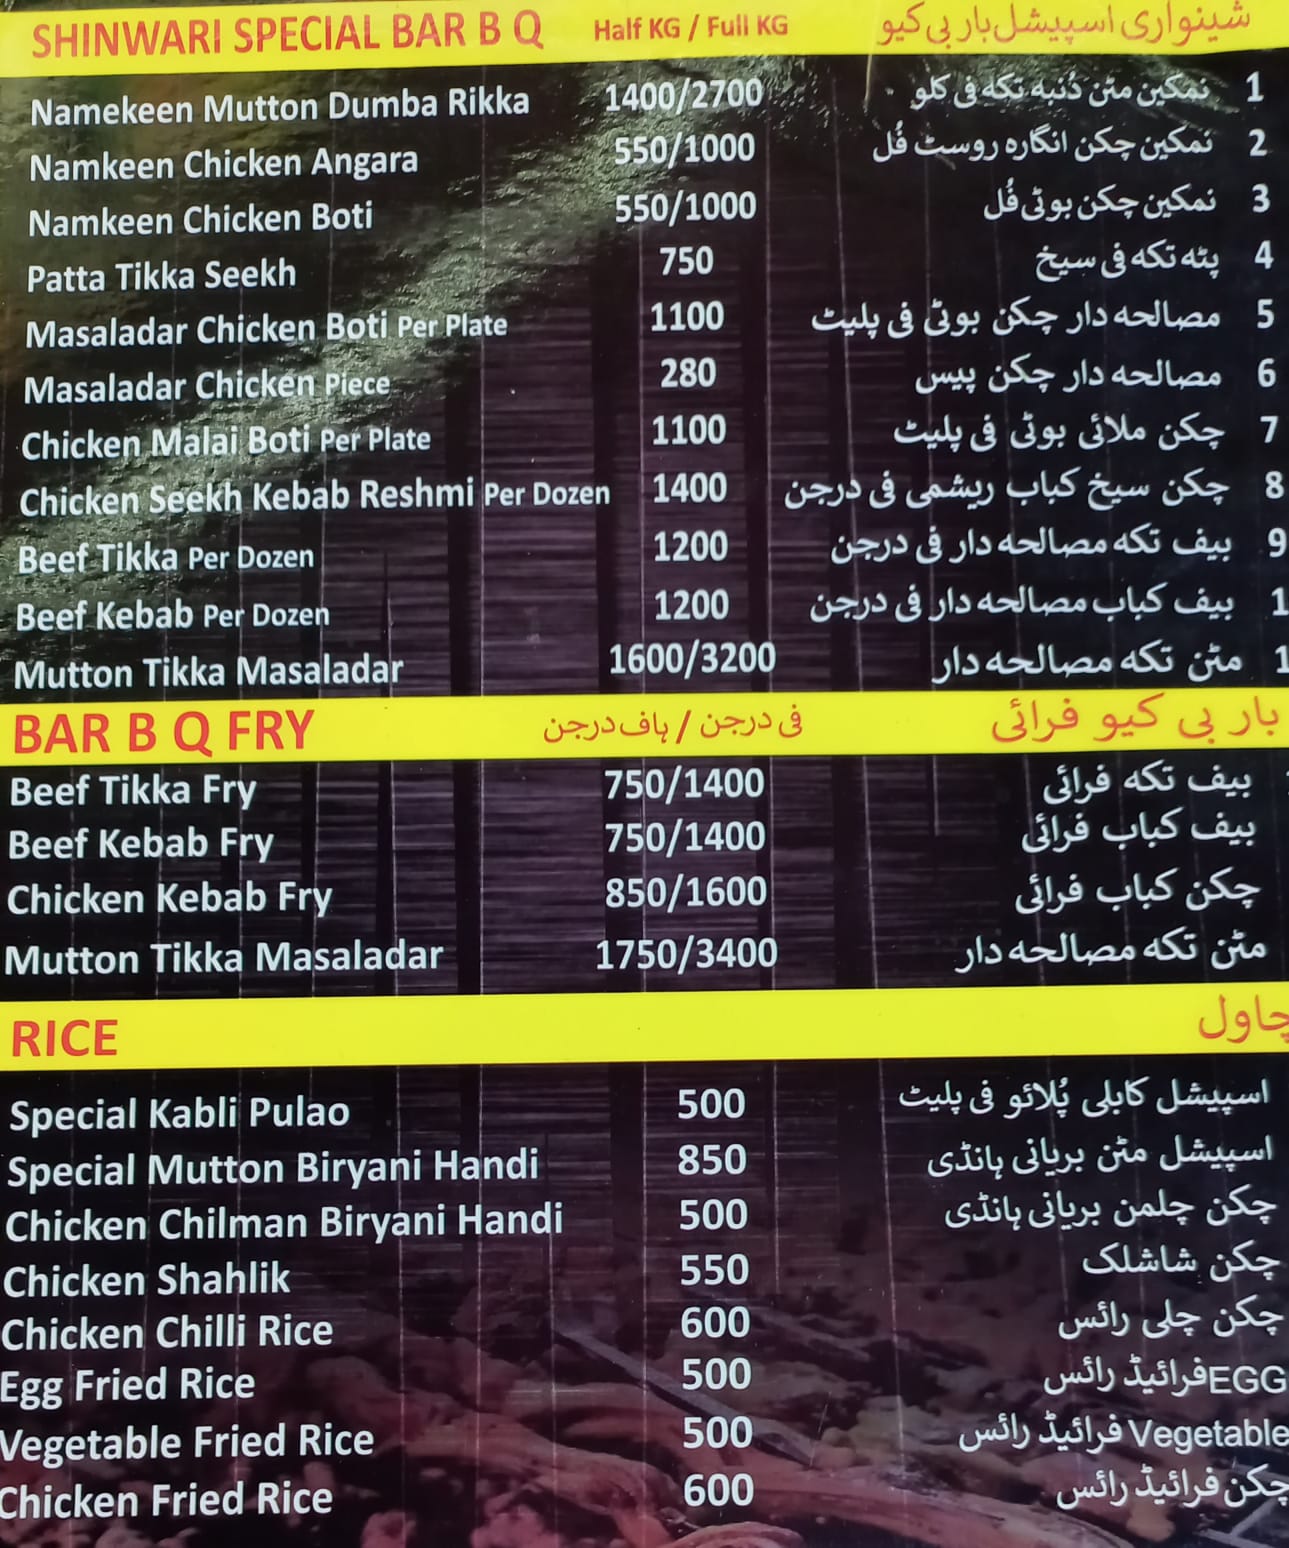 SHINWARI SPECIAL BAR B Q Half KG / Full KG شینواری اسپیشل بار بی کیو
Namekeen Mutton Dumba Rikka 1400/2700 نمکین مٹن دُنبہ تکہ فی کلو 1
Namkeen Chicken Angara 550/1000 نمکین چکن انگارہ روسٹ فُل 2
Namkeen Chicken Boti 550/1000 نمکین چکن بوٹی فُل 3
Patta Tikka Seekh 750 پٹہ تکہ فی سیخ 4
Masaladar Chicken Boti Per Plate 1100 مصالحہ دار چکن بوٹی فی پلیٹ 5
Masaladar Chicken Piece 280 مصالحہ دار چکن پیس 6
Chicken Malai Boti Per Plate 1100 چکن ملائی بوٹی فی پلیٹ 7
Chicken Seekh Kebab Reshmi Per Dozen 1400 چکن سیخ کباب ریشمی فی درجن 8
Beef Tikka Per Dozen 1200 بیف تکہ مصالحہ دار فی درجن 9
Beef Kebab Per Dozen 1200 بیف کباب مصالحہ دار فی درجن 1
Mutton Tikka Masaladar 1600/3200 مٹن تکہ مصالحہ دار 1
BAR B Q FRY فی درجن / ہاف درجن بار بی کیو فرائی
Beef Tikka Fry 750/1400 بیف تکہ فرائی
Beef Kebab Fry 750/1400 بیف کباب فرائی
Chicken Kebab Fry 850/1600 چکن کباب فرائی
Mutton Tikka Masaladar 1750/3400 مٹن تکہ مصالحہ دار
RICE چاول
Special Kabli Pulao 500 اسپیشل کابلی پُلائو فی پلیٹ
Special Mutton Biryani Handi 850 اسپیشل مٹن بریانی ہانڈی
Chicken Chilman Biryani Handi 500 چکن چلمن بریانی ہانڈی
Chicken Shahlik 550 چکن شاشلک
Chicken Chilli Rice 600 چکن چلی رائس
Egg Fried Rice 500 EGG فرائیڈ رائس
Vegetable Fried Rice 500 Vegetable فرائیڈ رائس
Chicken Fried Rice 600 چکن فرائیڈ رائس